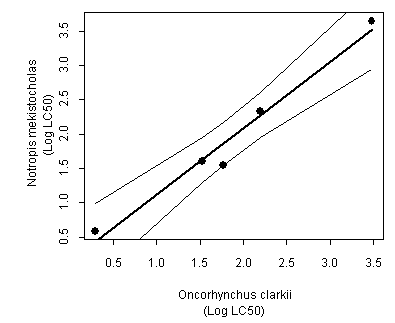 Notropis mekistocholas
(Log LC50)
3.5
3.0
2.5
2.0
1.5
1.0
0.5
0.5 1.0 1.5 2.0 2.5 3.0 3.5
Oncorhynchus clarkii
(Log LC50)